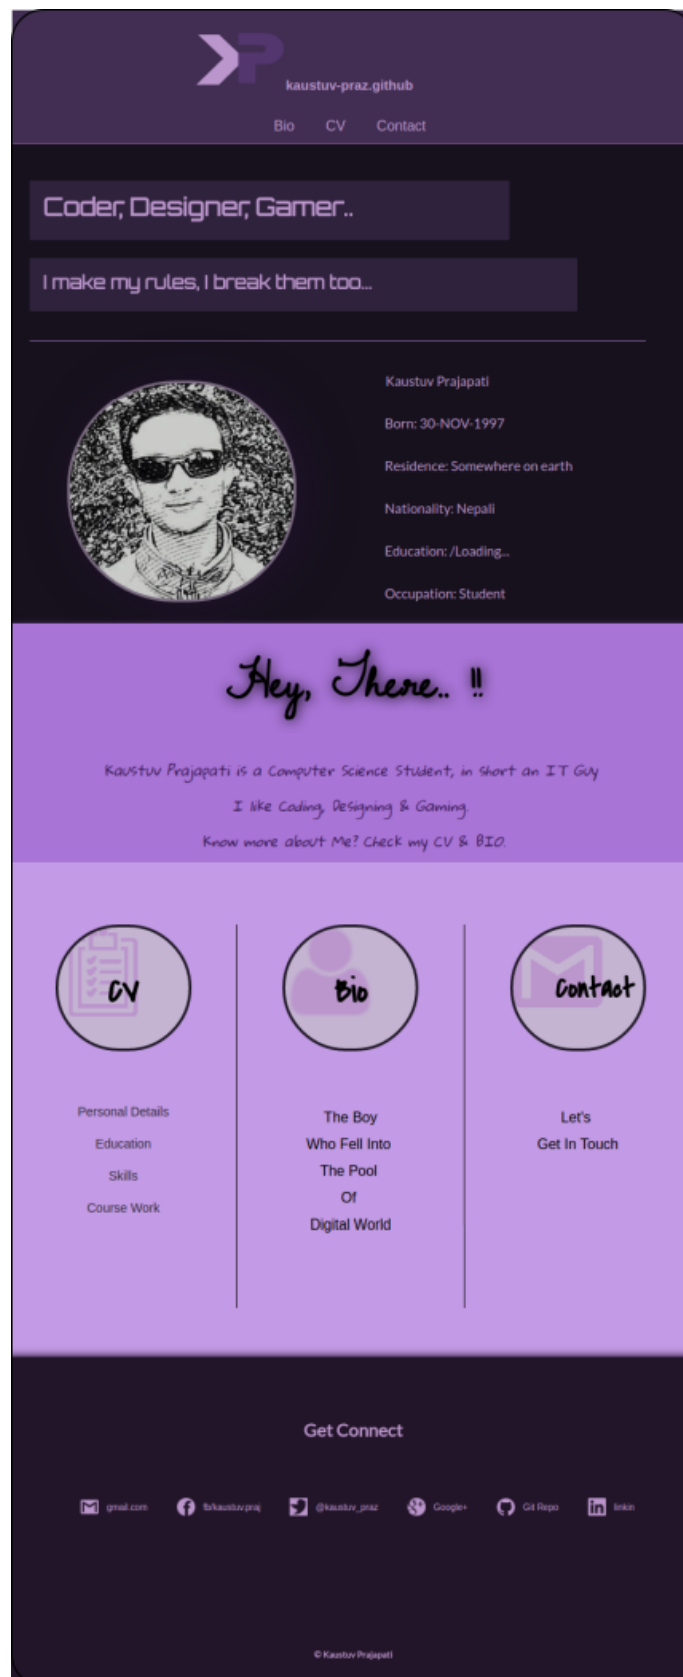 KP
kaustuv-praz.github
Bio CV Contact
Coder, Designer, Gamer..
I make my rules, I break them too...
Kaustuv Prajapati
Born: 30-NOV-1997
Residence: Somewhere on earth
Nationality: Nepali
Education: /Loading...
Occupation: Student
Hey, There.. !!
Kaustuv Prajapati is a Computer Science Student, in short an IT Guy
I like Coding, Designing & Gaming.
Know more about Me? Check my CV & BIO.
CV
Personal Details
Education
Skills
Course Work
Bio
The Boy
Who Fell Into
The Pool
Of
Digital World
Contact
Let's
Get In Touch
Get Connect
gmail.com fb/kaustuv.praj @kaustuv_praz Google+ Git Repo linkin
© Kaustuv Prajapati